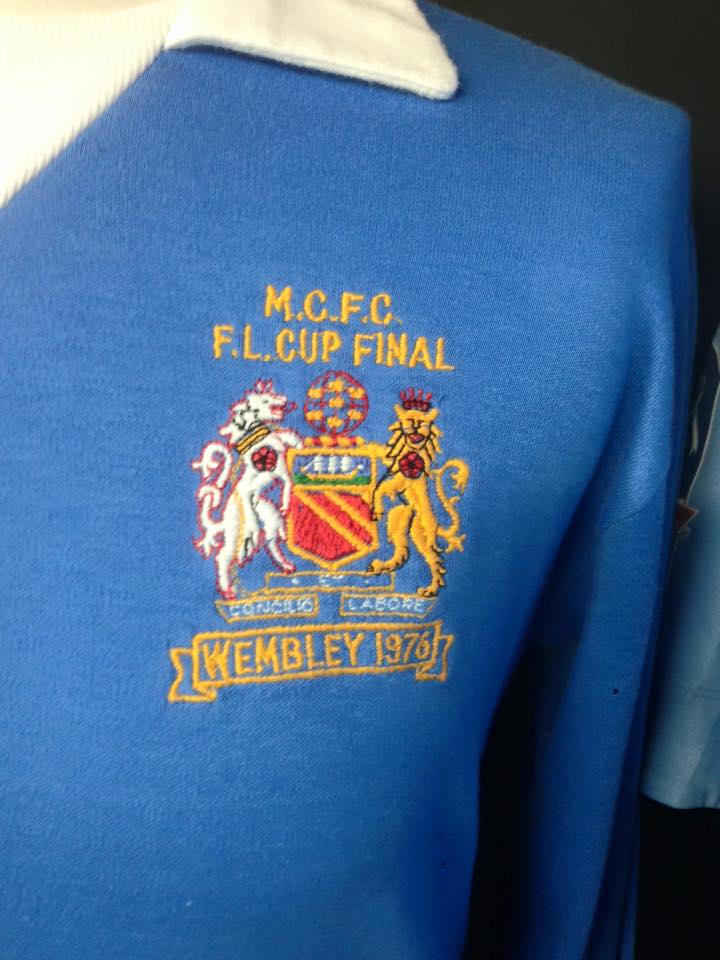 M.C.F.C.
F.L.CUP FINAL
CONCILIO LABORE
WEMBLEY 1976